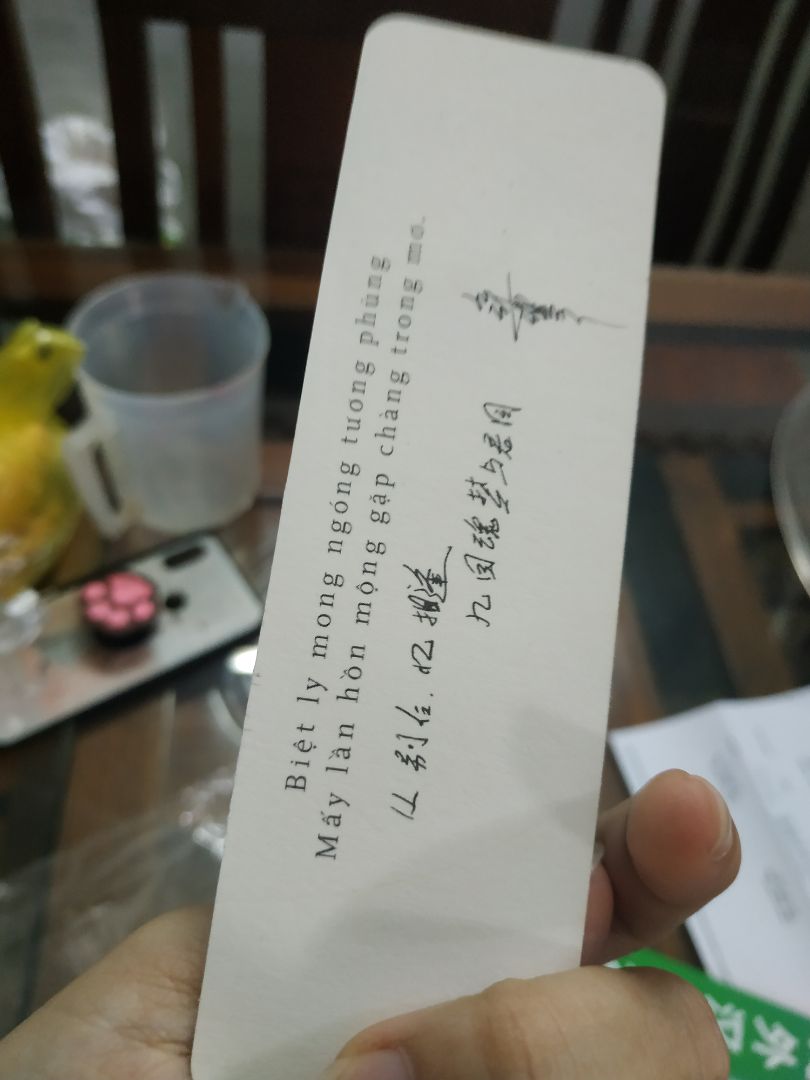 Biệt ly mong ngóng tương phùng
Mấy lần hồn mộng gặp chàng trong mơ.
从别后.忆相逢
几回魂梦与君同